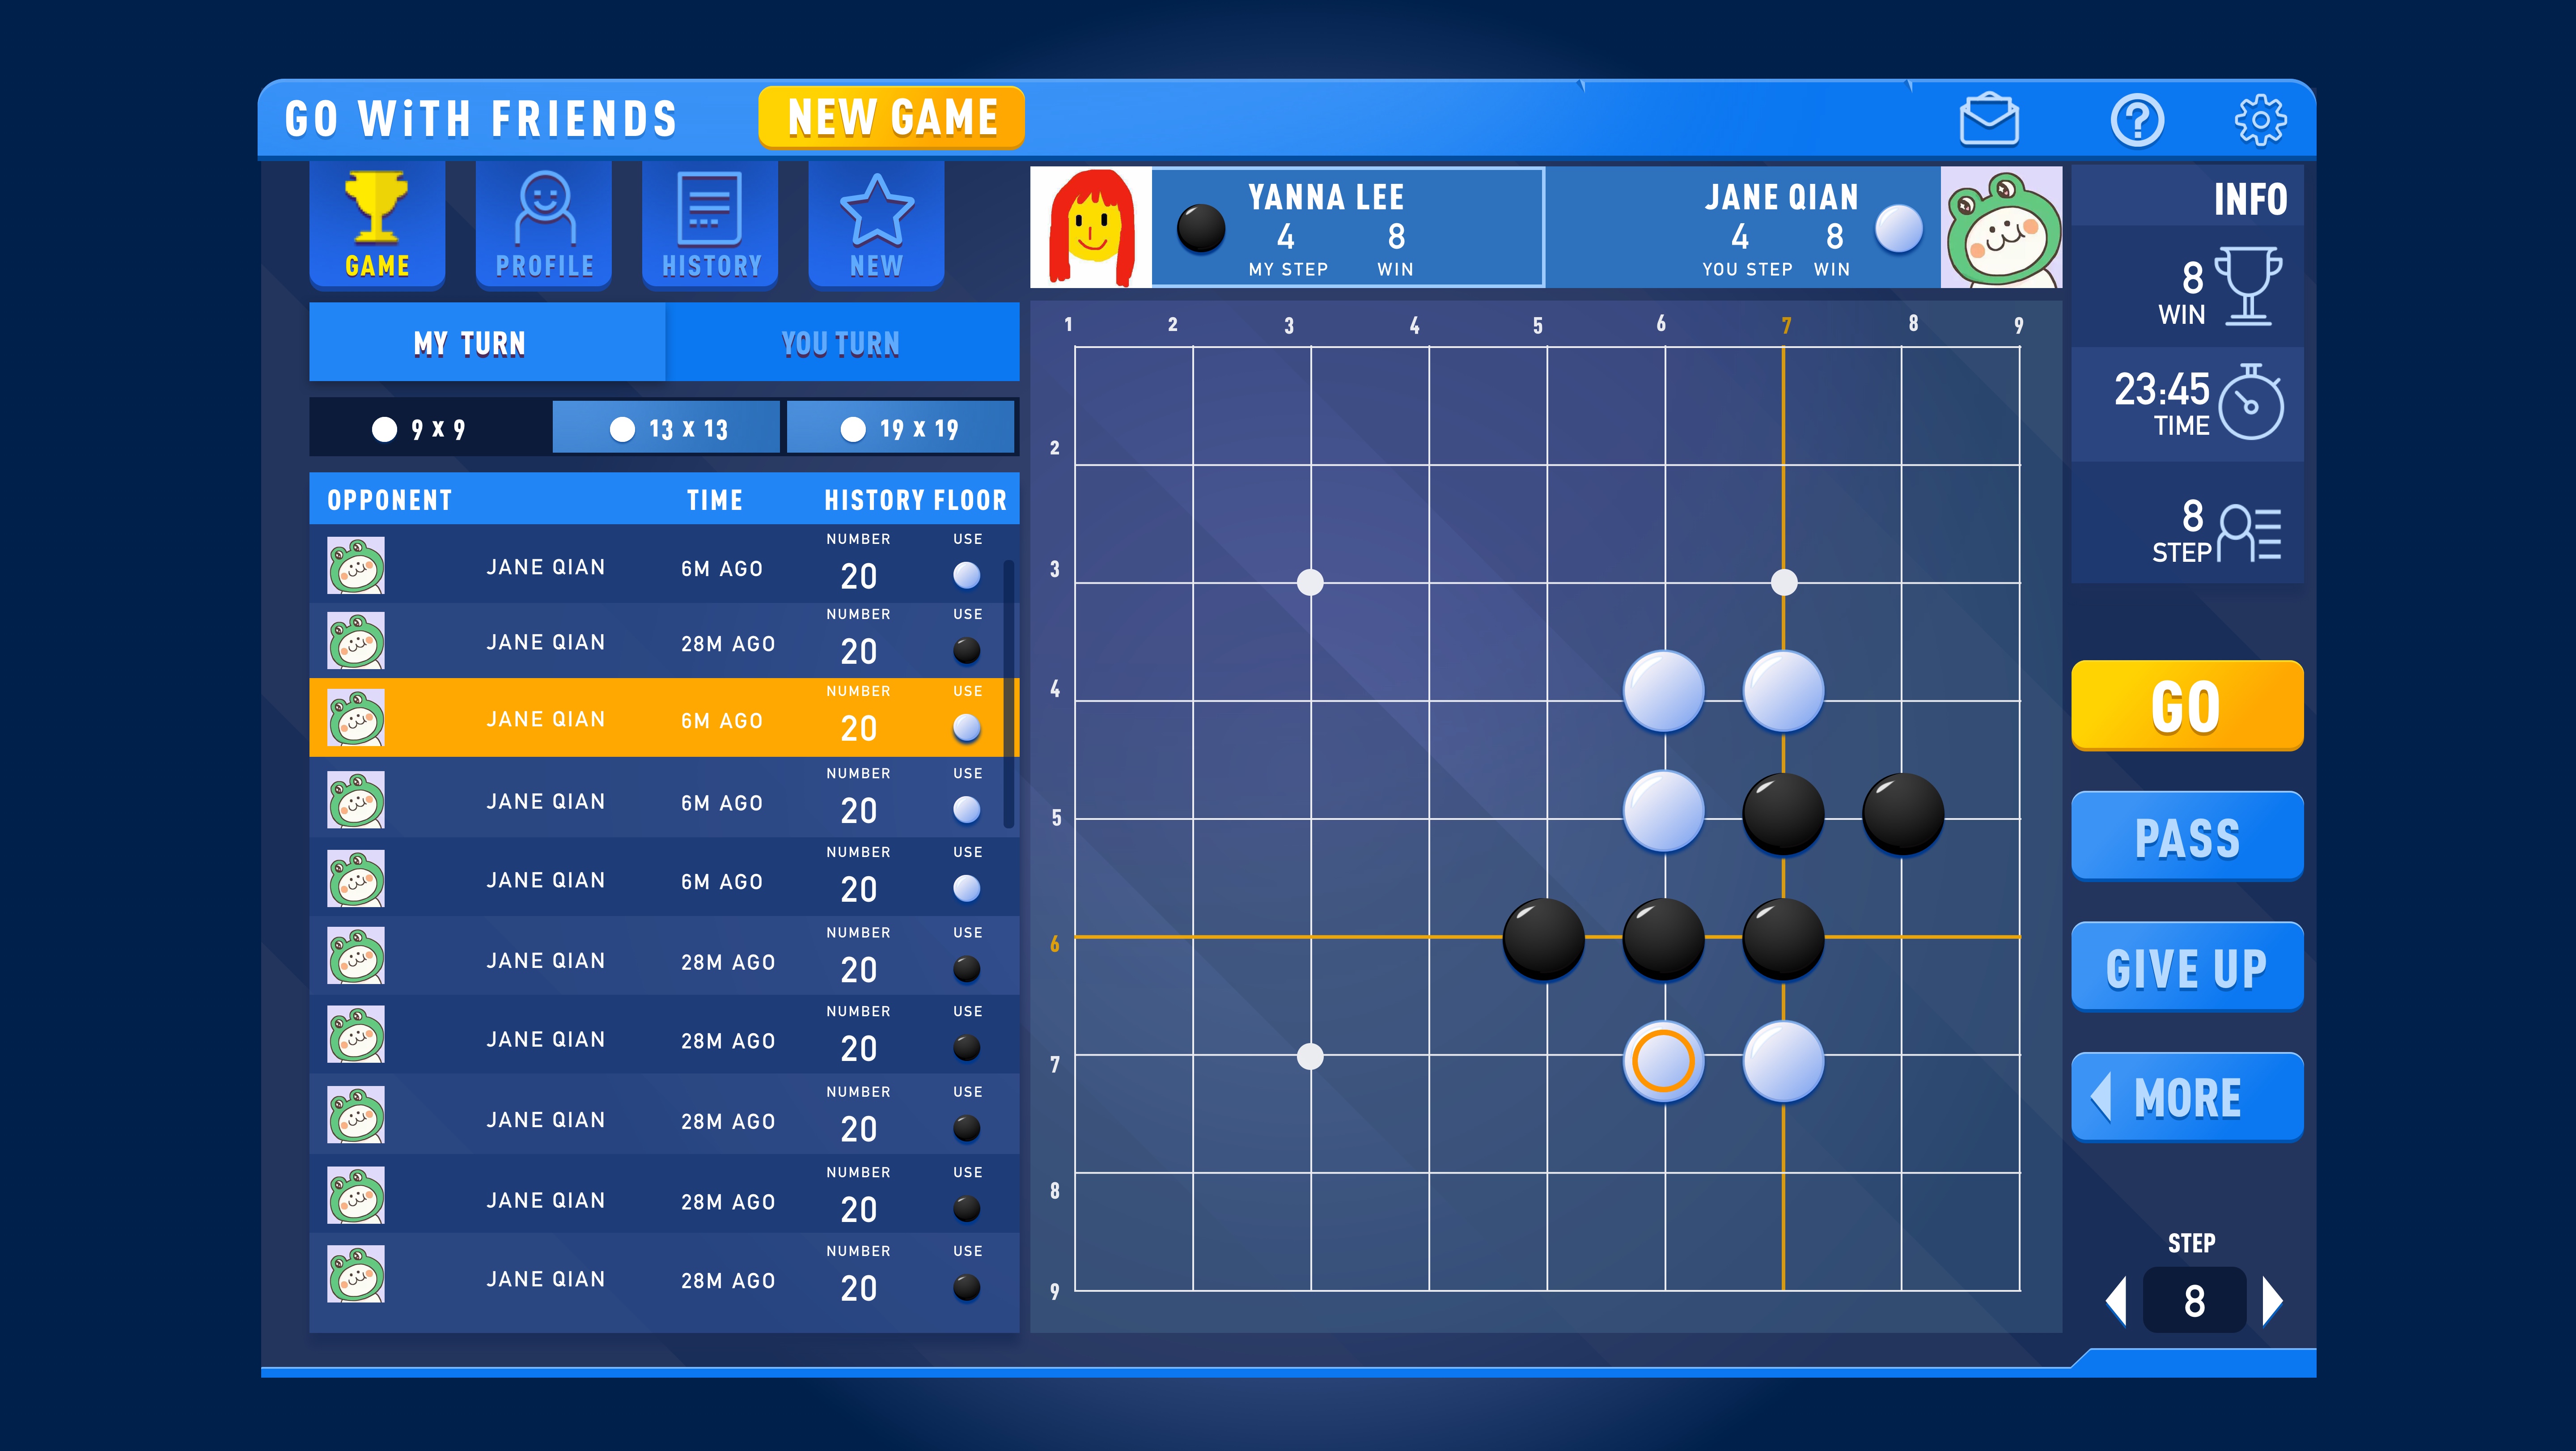 GO WiTH FRIENDS
NEW GAME
GAME
PROFILE
HISTORY
NEW
YANNA LEE
4 8
MY STEP WIN
JANE QIAN
4 8
YOU STEP WIN
INFO
8
WIN
23:45
TIME
8
STEP
MY TURN
YOU TURN
9 X 9
13 X 13
19 X 19
OPPONENT TIME HISTORY FLOOR
NUMBER USE
JANE QIAN 6M AGO 20
NUMBER USE
JANE QIAN 28M AGO 20
NUMBER USE
JANE QIAN 6M AGO 20
NUMBER USE
JANE QIAN 6M AGO 20
NUMBER USE
JANE QIAN 6M AGO 20
NUMBER USE
JANE QIAN 28M AGO 20
NUMBER USE
JANE QIAN 28M AGO 20
NUMBER USE
JANE QIAN 28M AGO 20
NUMBER USE
JANE QIAN 28M AGO 20
NUMBER USE
JANE QIAN 28M AGO 20
1 2 3 4 5 6 7 8 9
2
3
4
5
6
7
8
9
GO
PASS
GIVE UP
MORE
STEP
8